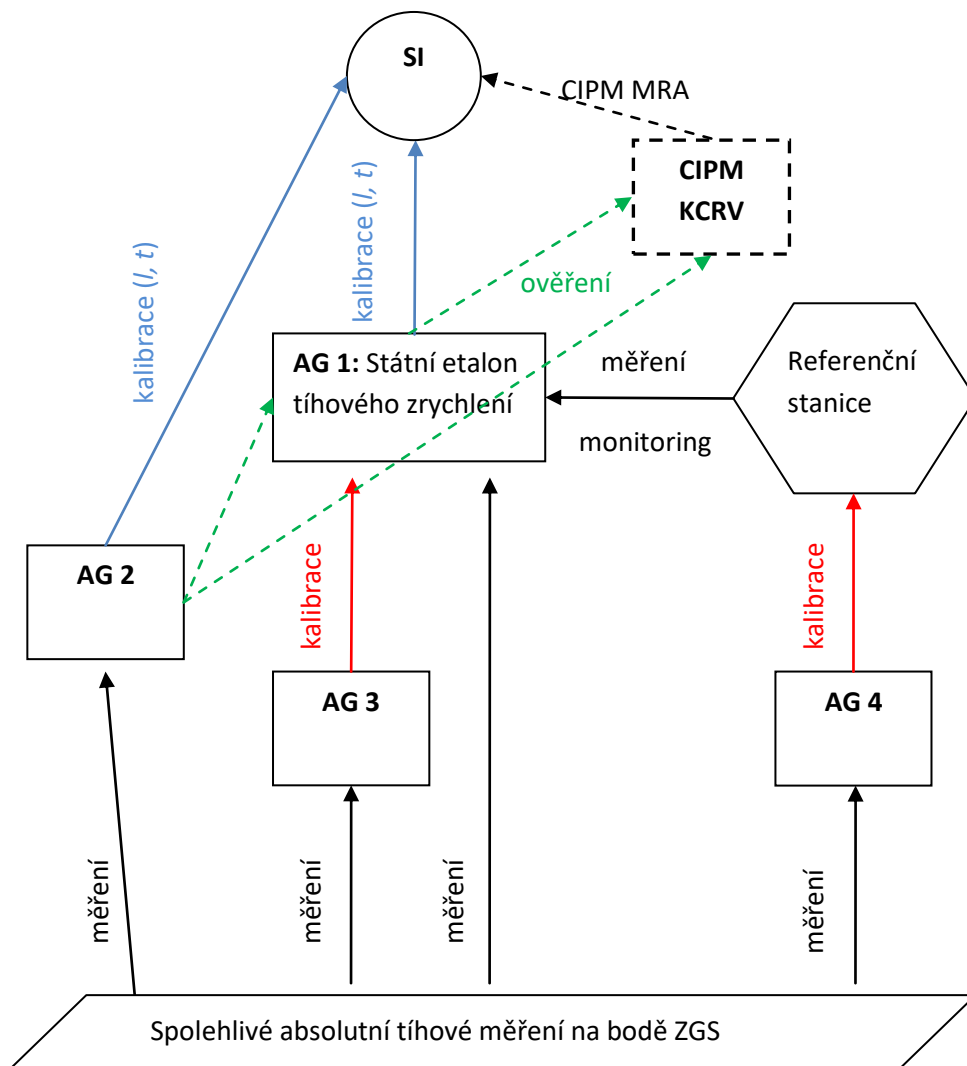 SI
CIPM MRA
CIPM
KCRV
kalibrace (l, t)
kalibrace (l, t)
ověření
AG 1: Státní etalon
tíhového zrychlení
měření
monitoring
Referenční
stanice
AG 2
kalibrace
kalibrace
AG 3
AG 4
měření
měření
měření
měření
Spolehlivé absolutní tíhové měření na bodě ZGS